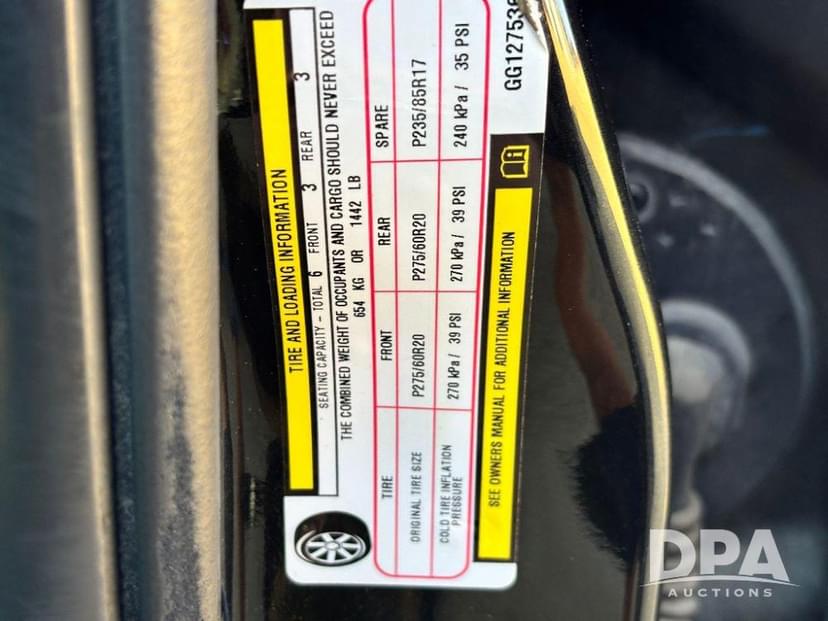 TIRE AND LOADING INFORMATION
SEATING CAPACITY - TOTAL 6 FRONT 3 REAR 3
THE COMBINED WEIGHT OF OCCUPANTS AND CARGO SHOULD NEVER EXCEED
654 KG OR 1442 LB
TIRE FRONT REAR SPARE
ORIGINAL TIRE SIZE P275/60R20 P275/60R20 P235/85R17
COLD TIRE INFLATION PRESSURE 270 kPa / 39 PSI 270 kPa / 39 PSI 240 kPa / 35 PSI
SEE OWNERS MANUAL FOR ADDITIONAL INFORMATION
GG127536
DPA
AUCTIONS